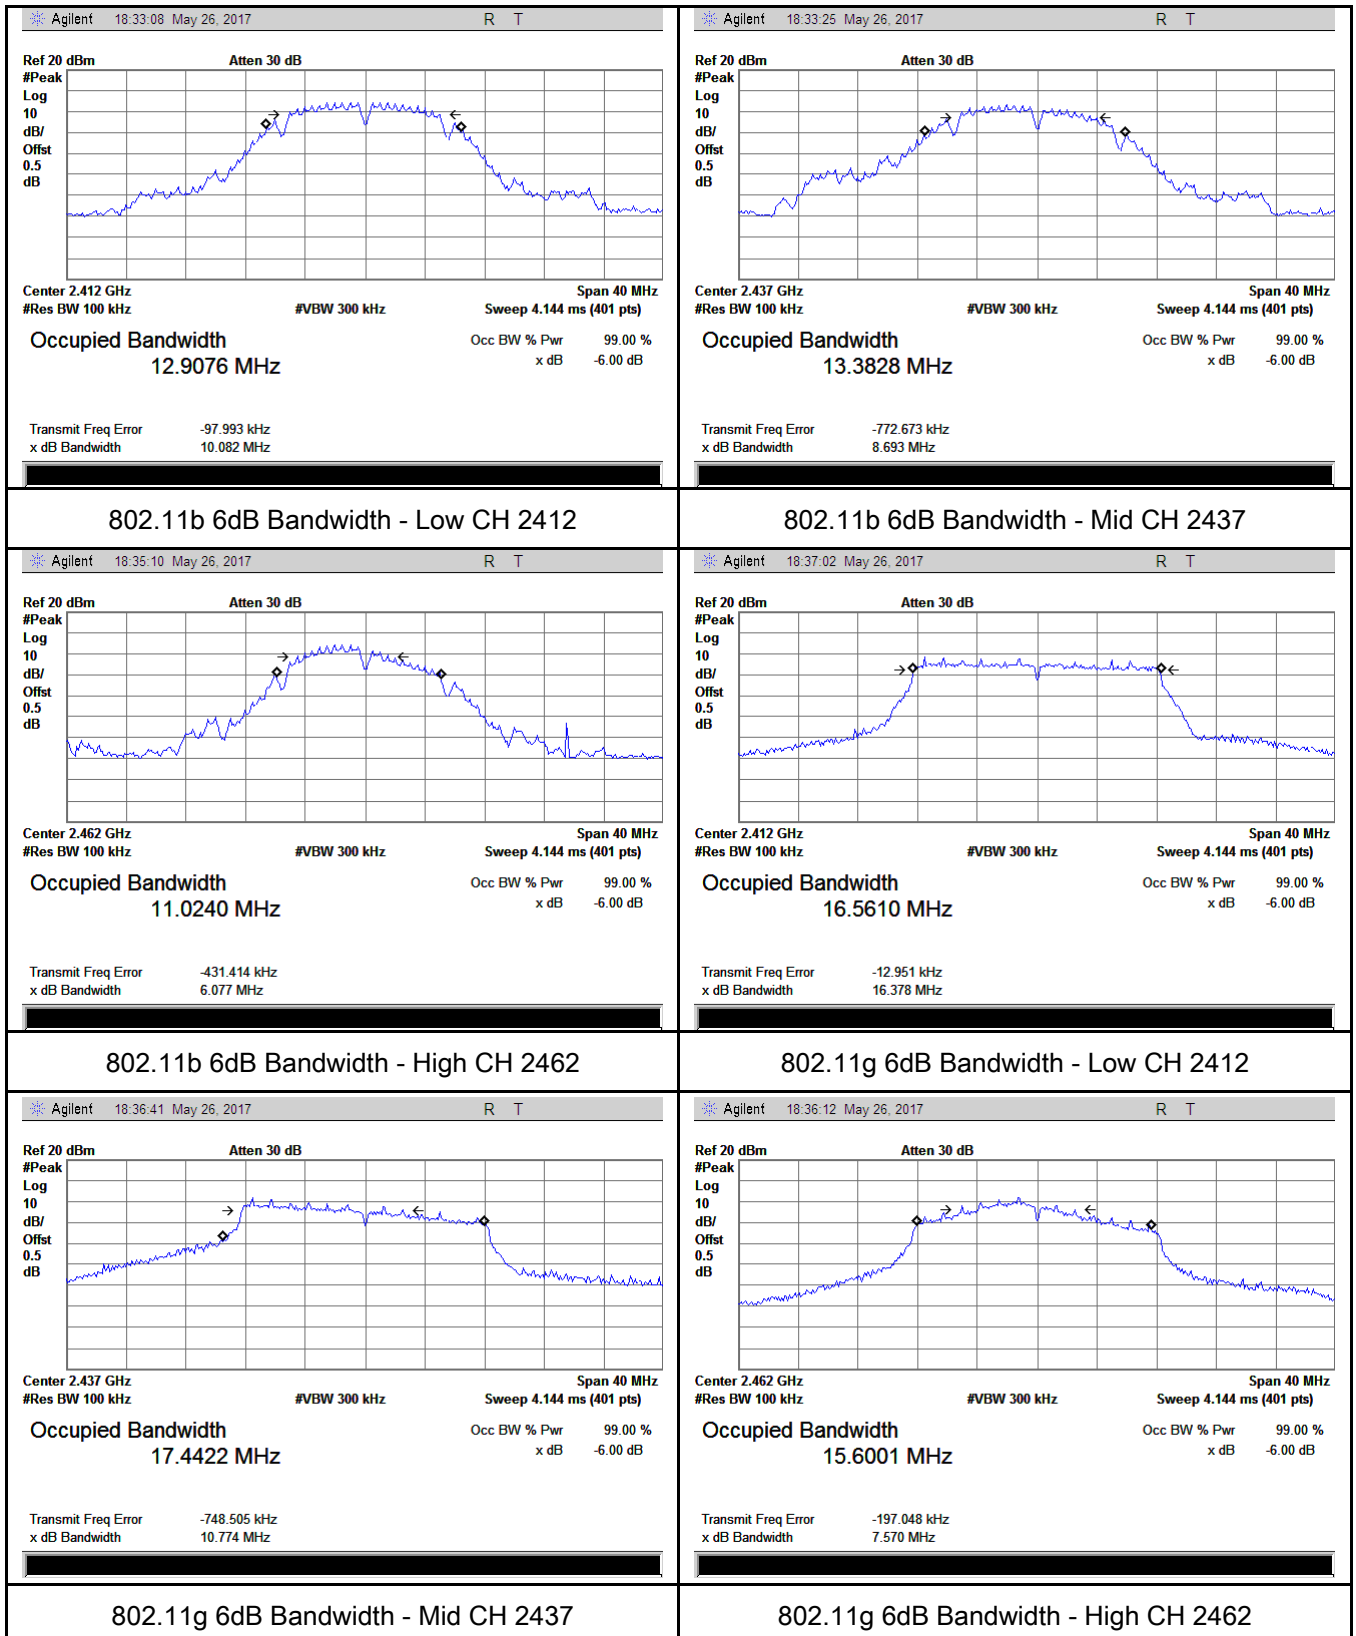 Agilent 18:33:08 May 26, 2017 R T
Ref 20 dBm Atten 30 dB
#Peak
Log
10
dB/
Offst
0.5
dB
Center 2.412 GHz Span 40 MHz
#Res BW 100 kHz #VBW 300 kHz Sweep 4.144 ms (401 pts)
Occupied Bandwidth Occ BW % Pwr 99.00 %
12.9076 MHz x dB -6.00 dB
Transmit Freq Error -97.993 kHz
x dB Bandwidth 10.082 MHz
802.11b 6dB Bandwidth - Low CH 2412
Agilent 18:33:25 May 26, 2017 R T
Ref 20 dBm Atten 30 dB
#Peak
Log
10
dB/
Offst
0.5
dB
Center 2.437 GHz Span 40 MHz
#Res BW 100 kHz #VBW 300 kHz Sweep 4.144 ms (401 pts)
Occupied Bandwidth Occ BW % Pwr 99.00 %
13.3828 MHz x dB -6.00 dB
Transmit Freq Error -772.673 kHz
x dB Bandwidth 8.693 MHz
802.11b 6dB Bandwidth - Mid CH 2437
Agilent 18:35:10 May 26, 2017 R T
Ref 20 dBm Atten 30 dB
#Peak
Log
10
dB/
Offst
0.5
dB
Center 2.462 GHz Span 40 MHz
#Res BW 100 kHz #VBW 300 kHz Sweep 4.144 ms (401 pts)
Occupied Bandwidth Occ BW % Pwr 99.00 %
11.0240 MHz x dB -6.00 dB
Transmit Freq Error -431.414 kHz
x dB Bandwidth 6.077 MHz
802.11b 6dB Bandwidth - High CH 2462
Agilent 18:37:02 May 26, 2017 R T
Ref 20 dBm Atten 30 dB
#Peak
Log
10
dB/
Offst
0.5
dB
Center 2.412 GHz Span 40 MHz
#Res BW 100 kHz #VBW 300 kHz Sweep 4.144 ms (401 pts)
Occupied Bandwidth Occ BW % Pwr 99.00 %
16.5610 MHz x dB -6.00 dB
Transmit Freq Error -12.951 kHz
x dB Bandwidth 16.378 MHz
802.11g 6dB Bandwidth - Low CH 2412
Agilent 18:36:41 May 26, 2017 R T
Ref 20 dBm Atten 30 dB
#Peak
Log
10
dB/
Offst
0.5
dB
Center 2.437 GHz Span 40 MHz
#Res BW 100 kHz #VBW 300 kHz Sweep 4.144 ms (401 pts)
Occupied Bandwidth Occ BW % Pwr 99.00 %
17.4422 MHz x dB -6.00 dB
Transmit Freq Error -748.505 kHz
x dB Bandwidth 10.774 MHz
802.11g 6dB Bandwidth - Mid CH 2437
Agilent 18:36:12 May 26, 2017 R T
Ref 20 dBm Atten 30 dB
#Peak
Log
10
dB/
Offst
0.5
dB
Center 2.462 GHz Span 40 MHz
#Res BW 100 kHz #VBW 300 kHz Sweep 4.144 ms (401 pts)
Occupied Bandwidth Occ BW % Pwr 99.00 %
15.6001 MHz x dB -6.00 dB
Transmit Freq Error -197.048 kHz
x dB Bandwidth 7.570 MHz
802.11g 6dB Bandwidth - High CH 2462